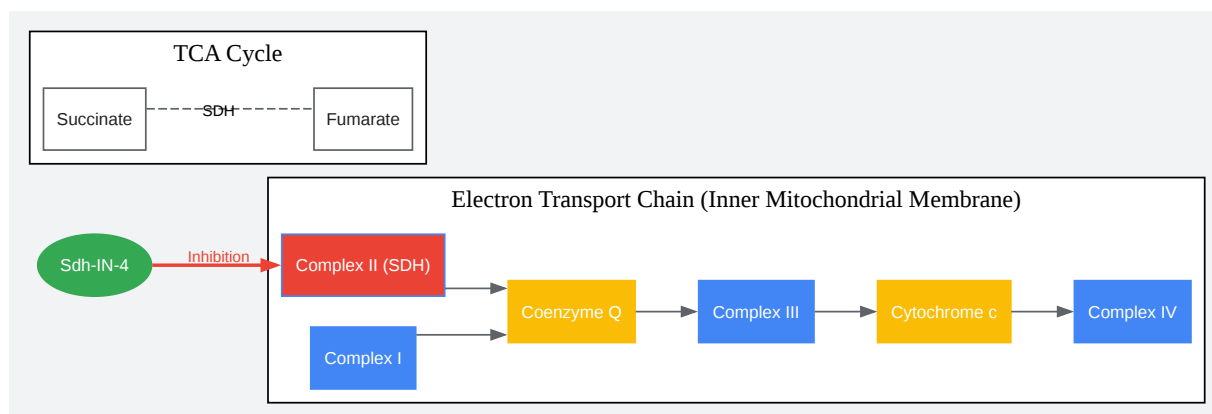 TCA Cycle
Succinate
SDH
Fumarate
Electron Transport Chain (Inner Mitochondrial Membrane)
Sdh-IN-4
Inhibition
Complex II (SDH)
Complex I
Coenzyme Q
Complex III
Cytochrome c
Complex IV